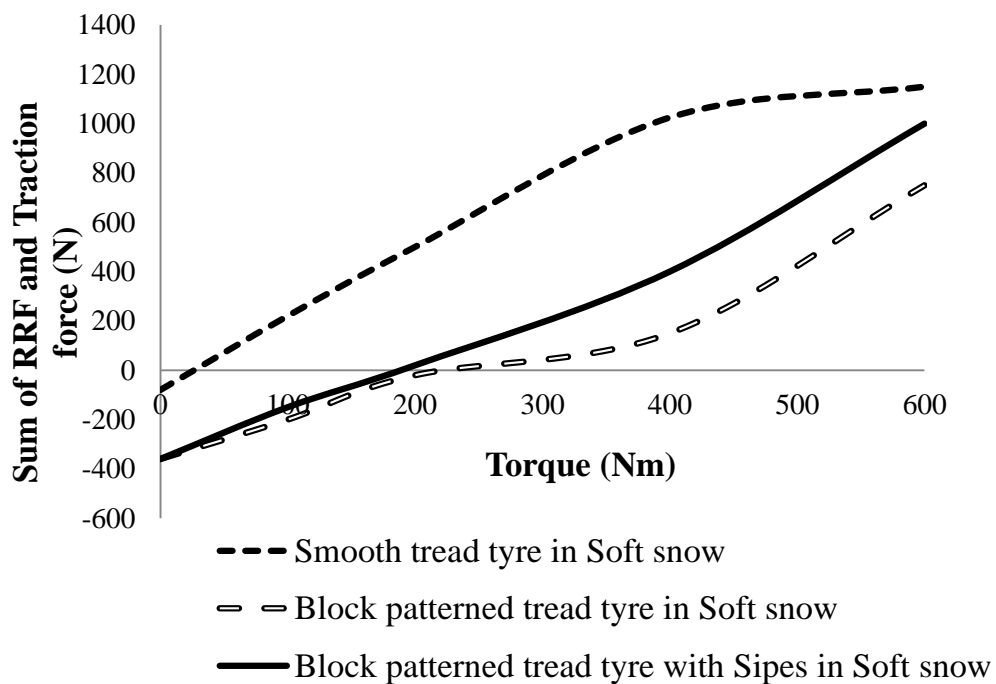 1400
1200
1000
800
600
400
200
0
-200
-400
-600
Sum of RRF and Traction
force (N)
0 100 200 300 400 500 600
Torque (Nm)
Smooth tread tyre in Soft snow
Block patterned tread tyre in Soft snow
Block patterned tread tyre with Sipes in Soft snow